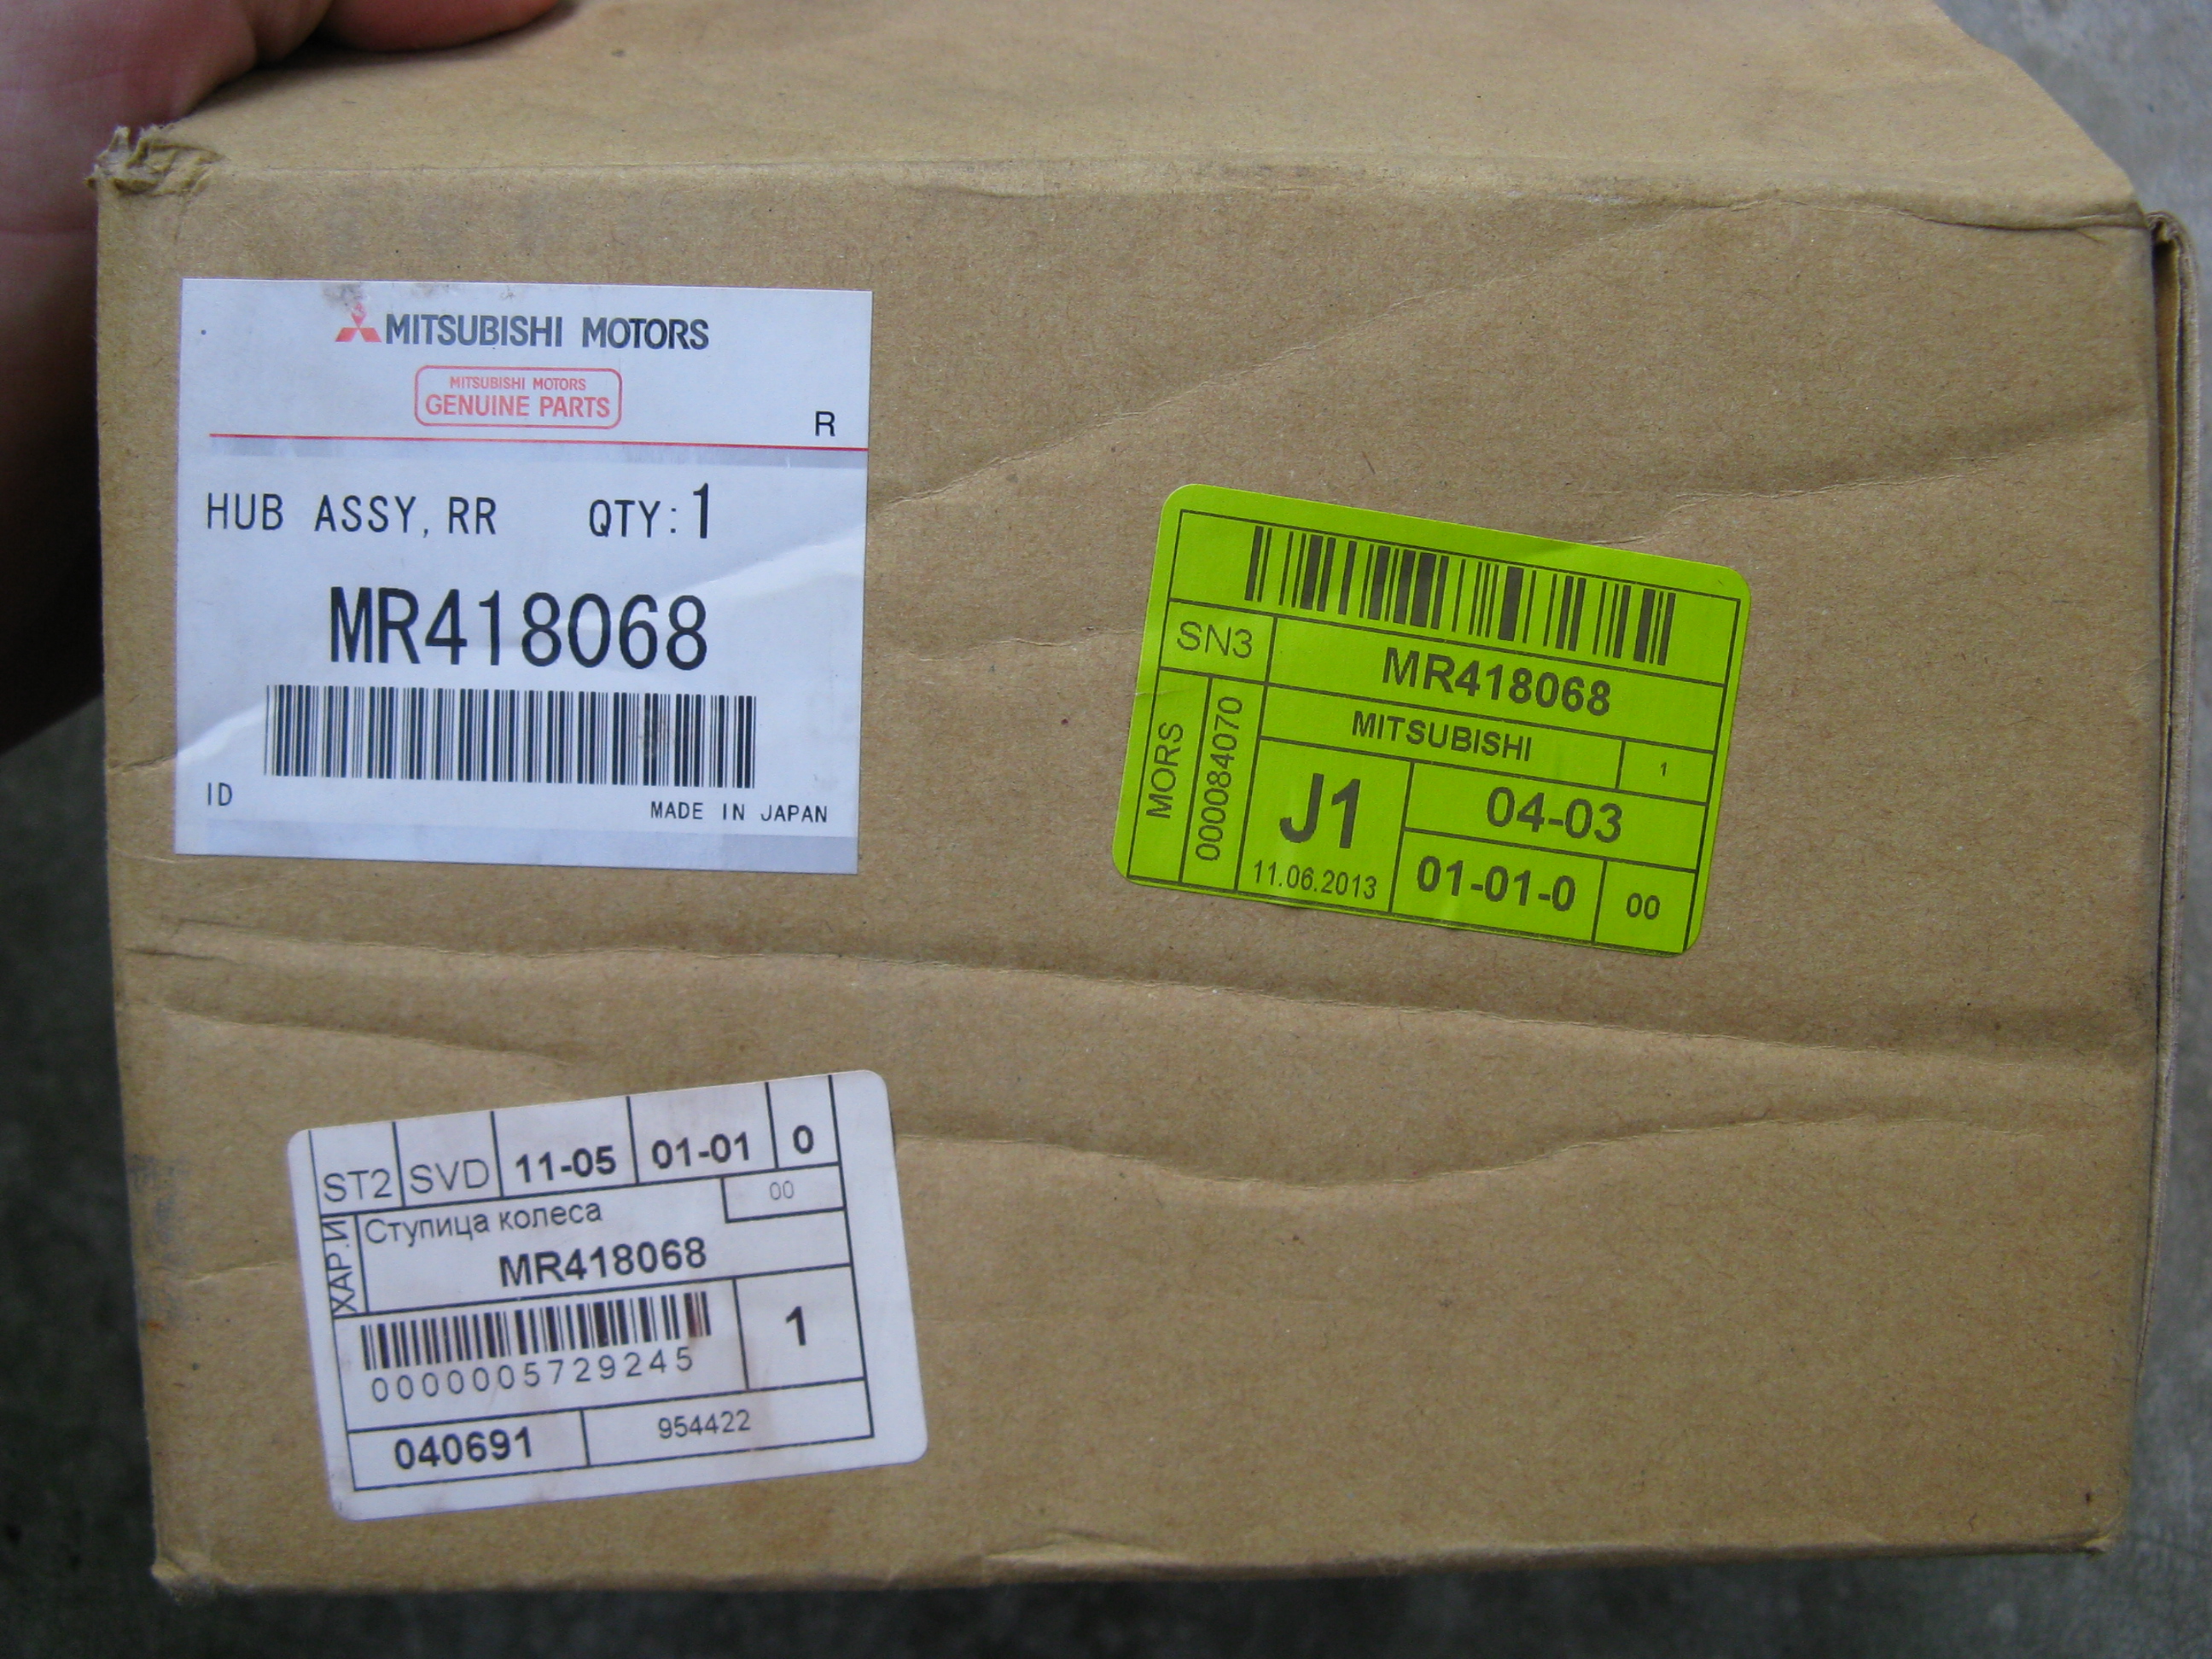 MITSUBISHI MOTORS
MITSUBISHI MOTORS
GENUINE PARTS
R
HUB ASSY, RR QTY: 1
MR418068
ID
MADE IN JAPAN
SN3
MR418068
MITSUBISHI
1
MORS
000084070
J1
04-03
11.06.2013
01-01-0
00
ST2 SVD 11-05 01-01 0
00
ХАР.И
Ступица колеса
MR418068
0000005729245
1
040691
954422